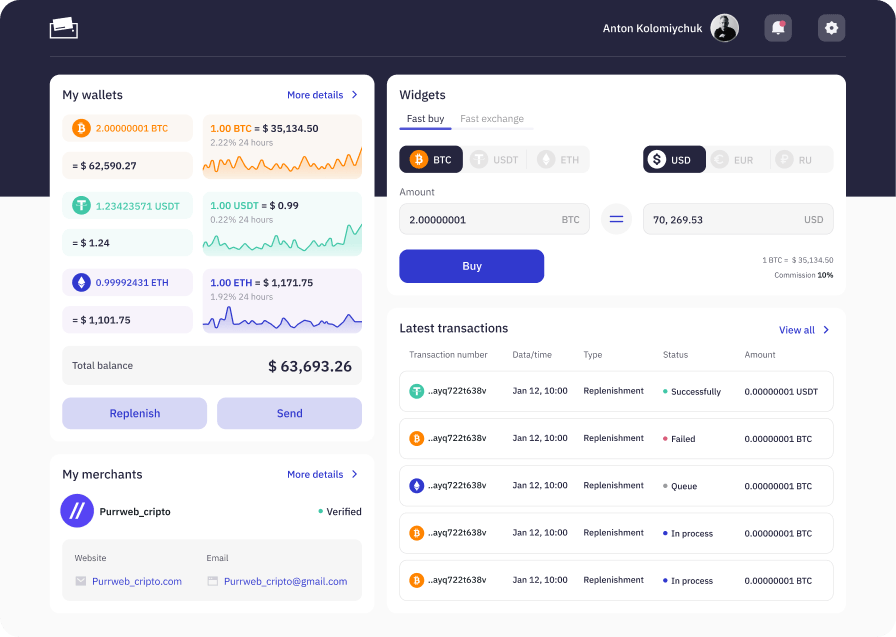 Anton Kolomiychuk
My wallets
More details
2.00000001 BTC
= $ 62,590.27
1.00 BTC = $ 35,134.50
2.22% 24 hours
1.23423571 USDT
= $ 1.24
1.00 USDT = $ 0.99
0.22% 24 hours
0.99992431 ETH
= $ 1,101.75
1.00 ETH = $ 1,171.75
1.92% 24 hours
Total balance
$ 63,693.26
Replenish
Send
My merchants
More details
Purrweb_cripto
Verified
Website
Email
Purrweb_cripto.com
Purrweb_cripto@gmail.com
Widgets
Fast buy
Fast exchange
BTC
USDT
ETH
USD
EUR
RU
Amount
2.00000001 BTC
70, 269.53 USD
Buy
1 BTC = $ 35,134.50
Commission 10%
Latest transactions
View all
Transaction number Data/time Type Status Amount
..ayq722t638v Jan 12, 10:00 Replenishment Successfully 0.00000001 USDT
..ayq722t638v Jan 12, 10:00 Replenishment Failed 0.00000001 BTC
..ayq722t638v Jan 12, 10:00 Replenishment Queue 0.00000001 BTC
..ayq722t638v Jan 12, 10:00 Replenishment In process 0.00000001 BTC
..ayq722t638v Jan 12, 10:00 Replenishment In process 0.00000001 BTC